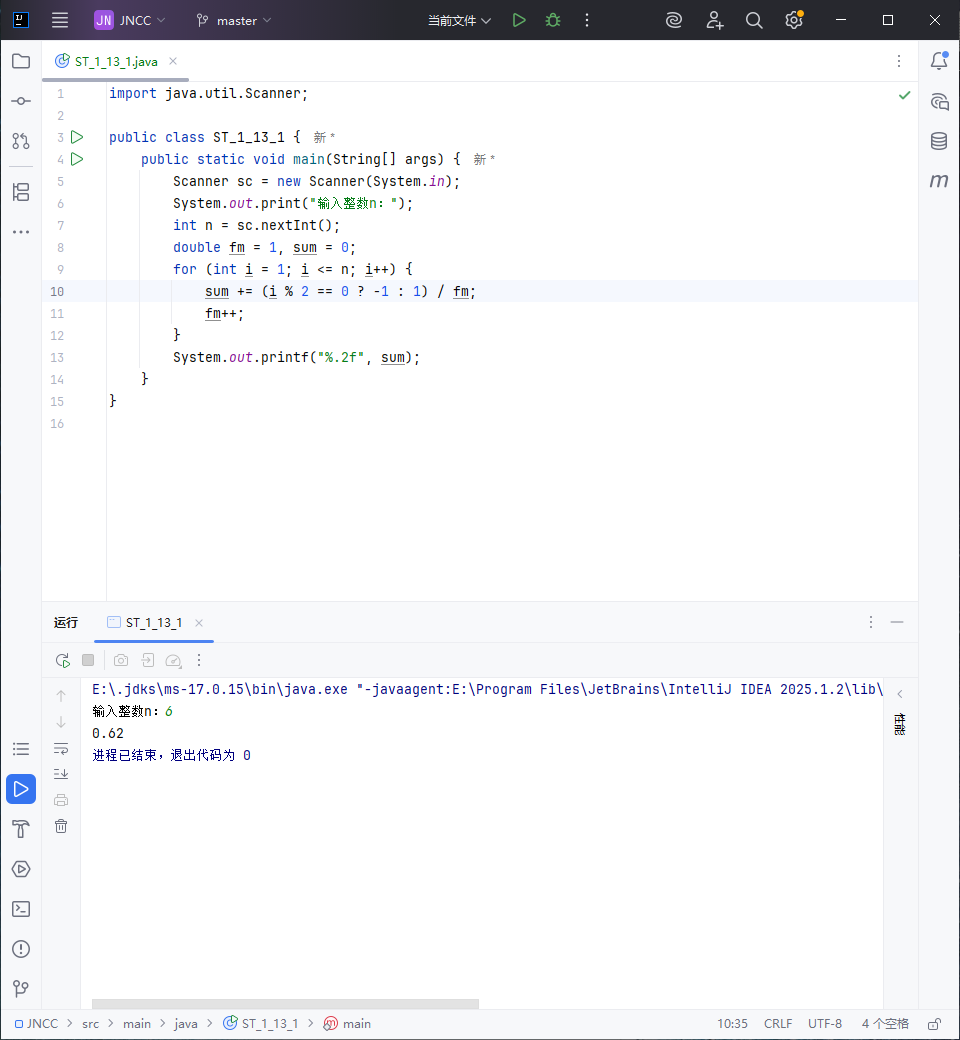 JN JNCC master 当前文件
ST_1_13_1.java
1 import java.util.Scanner;
2
3 public class ST_1_13_1 { 新 *
4 public static void main(String[] args) { 新 *
5 Scanner sc = new Scanner(System.in);
6 System.out.print("输入整数n: ");
7 int n = sc.nextInt();
8 double fm = 1, sum = 0;
9 for (int i = 1; i <= n; i++) {
10 sum += (i % 2 == 0 ? -1 : 1) / fm;
11 fm++;
12 }
13 System.out.printf("%.2f", sum);
14 }
15 }
16
m
运行 ST_1_13_1
E:\.jdks\ms-17.0.15\bin\java.exe "-javaagent:E:\Program Files\JetBrains\IntelliJ IDEA 2025.1.2\lib\
输入整数n: 6
0.62
进程已结束，退出代码为 0
性能
JNCC > src > main > java > ST_1_13_1 > main 10:35 CRLF UTF-8 4 个空格